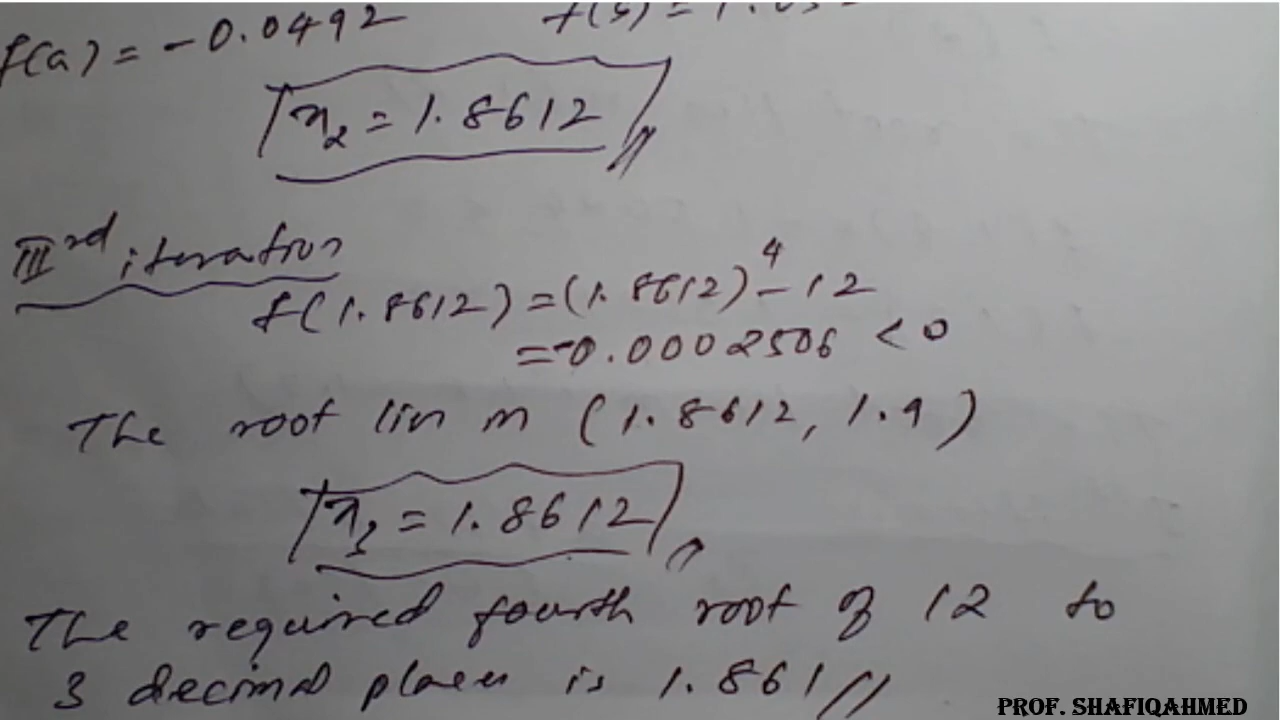 f(a) = -0.0492
x₂ = 1.8612
IIIrd iteration
f(1.8612) = (1.8612)⁴ - 12
= -0.0002506 < 0
The root lin in (1.8612, 1.9)
x₃ = 1.8612
The required fourth root of 12 to
3 decimal places is 1.861 //
PROF. SHAFIQAHMED